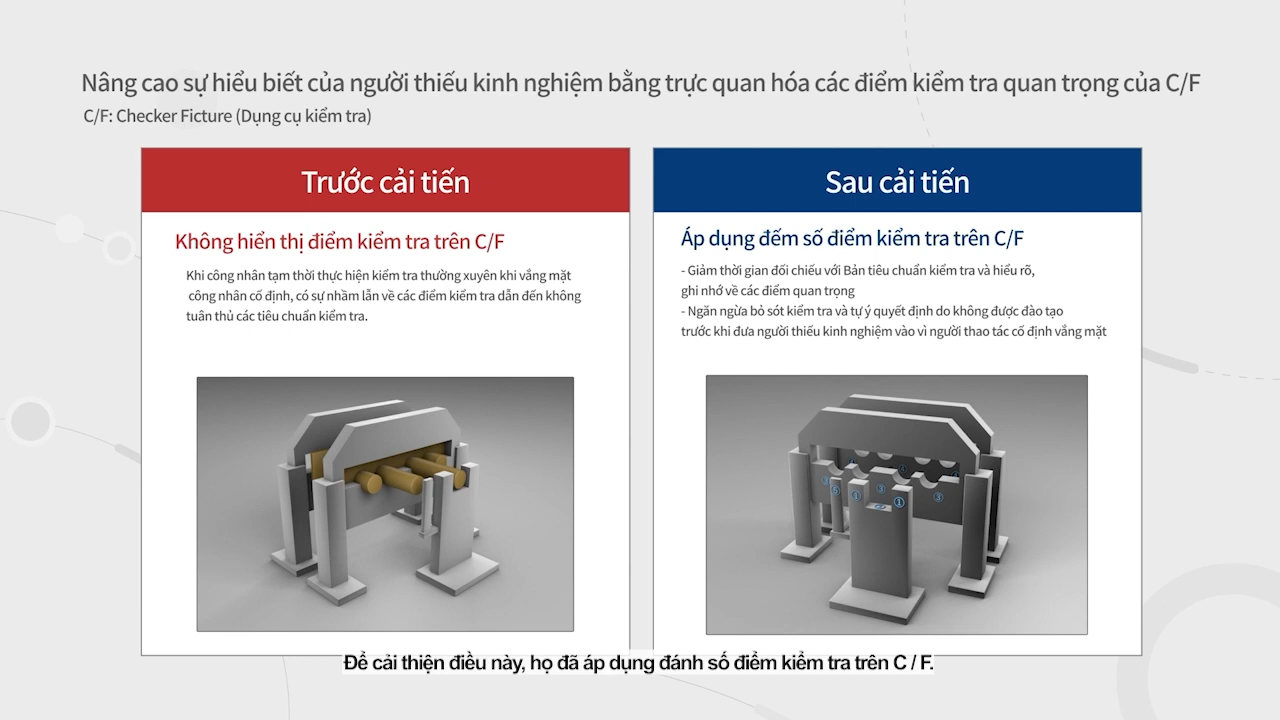 Nâng cao sự hiểu biết của người thiếu kinh nghiệm bằng trực quan hóa các điểm kiểm tra quan trọng của C/F
C/F: Checker Ficture (Dụng cụ kiểm tra)
Trước cải tiến
Không hiển thị điểm kiểm tra trên C/F
Khi công nhân tạm thời thực hiện kiểm tra thường xuyên khi vắng mặt
công nhân cố định, có sự nhầm lẫn về các điểm kiểm tra dẫn đến không
tuân thủ các tiêu chuẩn kiểm tra.
Sau cải tiến
Áp dụng đếm số điểm kiểm tra trên C/F
- Giảm thời gian đối chiếu với Bản tiêu chuẩn kiểm tra và hiểu rõ,
ghi nhớ về các điểm quan trọng
- Ngăn ngừa bỏ sót kiểm tra và tự ý quyết định do không được đào tạo
trước khi đưa người thiếu kinh nghiệm vào vì người thao tác cố định vắng mặt
① ③ ① ③
Để cải thiện điều này, họ đã áp dụng đánh số điểm kiểm tra trên C / F.